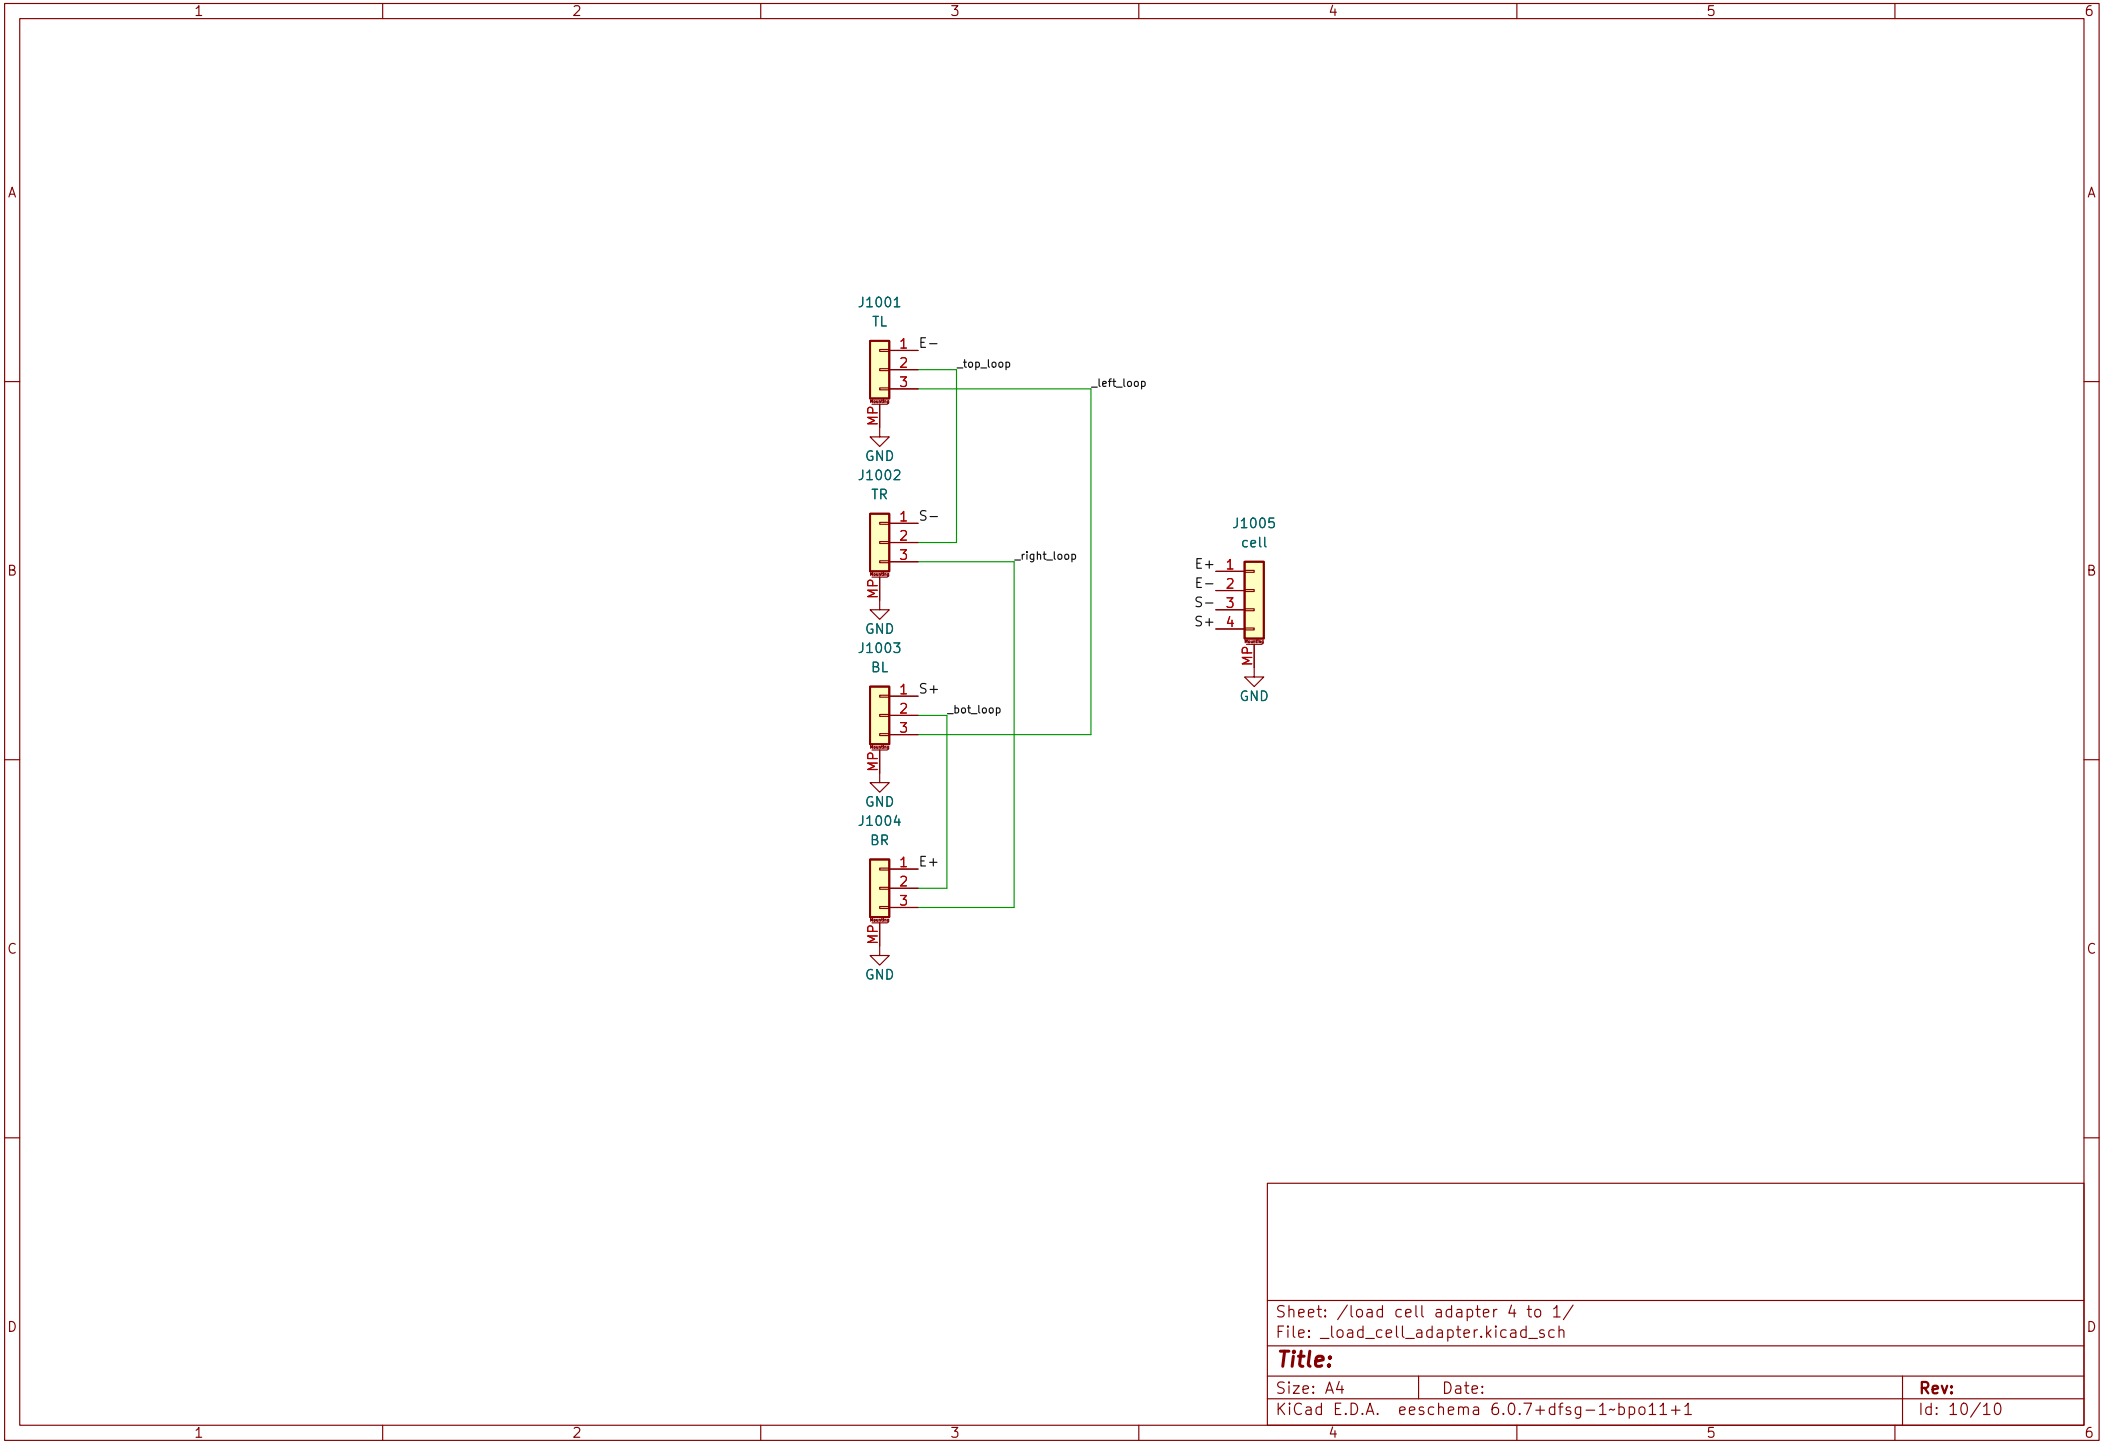 1 2 3 4 5 6
A A
J1001
TL
1 E-
2 _top_loop
3 _left_loop
MP
GND
J1002
TR
1 S-
2
3 _right_loop
MP
GND
J1005
cell
E+ 1
E- 2
S- 3
S+ 4
MP
GND
B B
J1003
BL
1 S+
2 _bot_loop
3
MP
GND
J1004
BR
1 E+
2
3
MP
GND
C C
D D
Sheet: /load cell adapter 4 to 1/
File: _load_cell_adapter.kicad_sch
Title:
Size: A4 Date: Rev:
KiCad E.D.A. eeschema 6.0.7+dfsg-1~bpo11+1 Id: 10/10
1 2 3 4 5 6